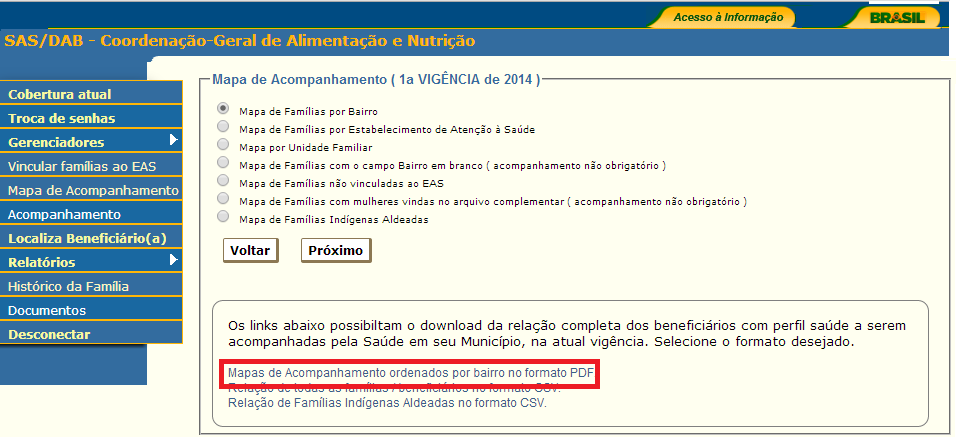 Acesso à Informação
BRASIL
SAS/DAB - Coordenação-Geral de Alimentação e Nutrição
Cobertura atual
Troca de senhas
Gerenciadores
Vincular famílias ao EAS
Mapa de Acompanhamento
Acompanhamento
Localiza Beneficiário(a)
Relatórios
Histórico da Família
Documentos
Desconectar
Mapa de Acompanhamento ( 1a VIGÊNCIA de 2014 )
Mapa de Famílias por Bairro
Mapa de Famílias por Estabelecimento de Atenção à Saúde
Mapa por Unidade Familiar
Mapa de Famílias com o campo Bairro em branco ( acompanhamento não obrigatório )
Mapa de Famílias não vinculadas ao EAS
Mapa de Famílias com mulheres vindas no arquivo complementar ( acompanhamento não obrigatório )
Mapa de Famílias Indígenas Aldeadas
Voltar Próximo
Os links abaixo possibiltam o download da relação completa dos beneficiários com perfil saúde a serem
acompanhadas pela Saúde em seu Município, na atual vigência. Selecione o formato desejado.
Mapas de Acompanhamento ordenados por bairro no formato PDF
Relação de todas as famílias / beneficiários no formato CSV.
Relação de Famílias Indígenas Aldeadas no formato CSV.